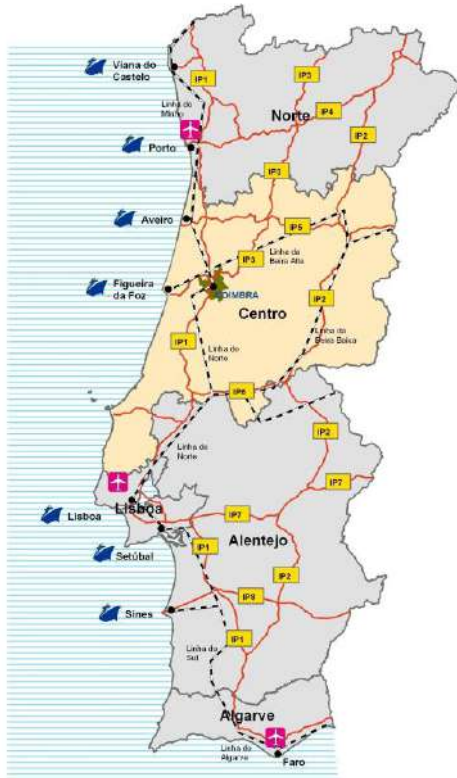 Viana do
Castelo
IP1
IP3
Linha do
Minho
Norte
IP4
IP2
Porto
IP3
Aveiro
IP5
Linha da
Beira Alta
IP3
Figueira
da Foz
COIMBRA
IP2
Centro
Linha da
Beira Baixa
IP1
Linha do
Norte
IP6
IP2
Linha do
Norte
IP7
Lisboa
Lisboa
IP7
IP1
Alentejo
Setúbal
IP2
IP8
Sines
IP1
Linha do
Sul
Algarve
Linha do
Algarve
Faro